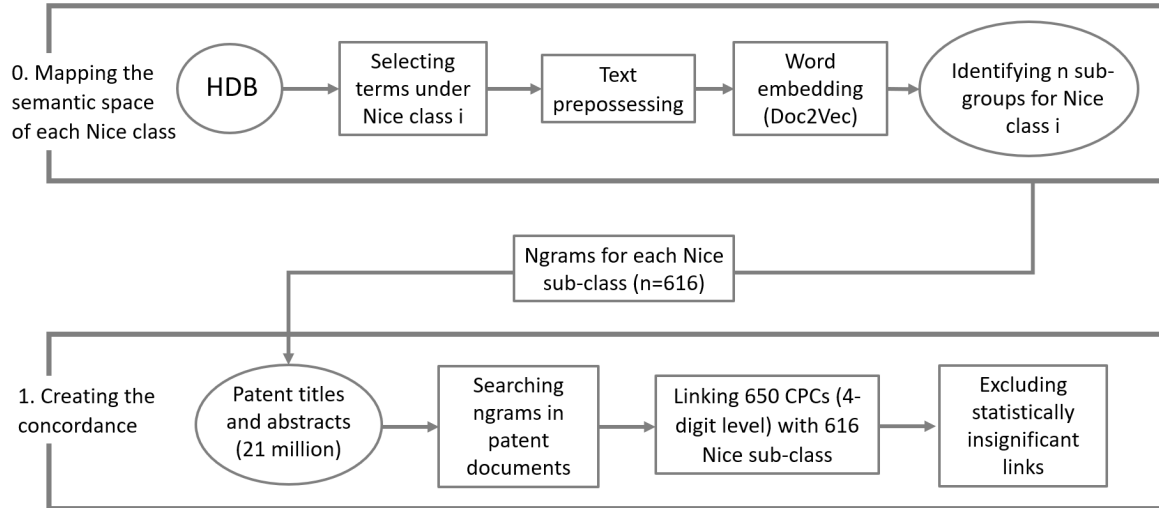 0. Mapping the
semantic space
of each Nice class
HDB
Selecting
terms under
Nice class i
Text
prepossessing
Word
embedding
(Doc2Vec)
Identifying n sub-
groups for Nice
class i
Ngrams for each Nice
sub-class (n=616)
1. Creating the
concordance
Patent titles
and abstracts
(21 million)
Searching
ngrams in
patent
documents
Linking 650 CPCs (4-
digit level) with 616
Nice sub-class
Excluding
statistically
insignificant
links